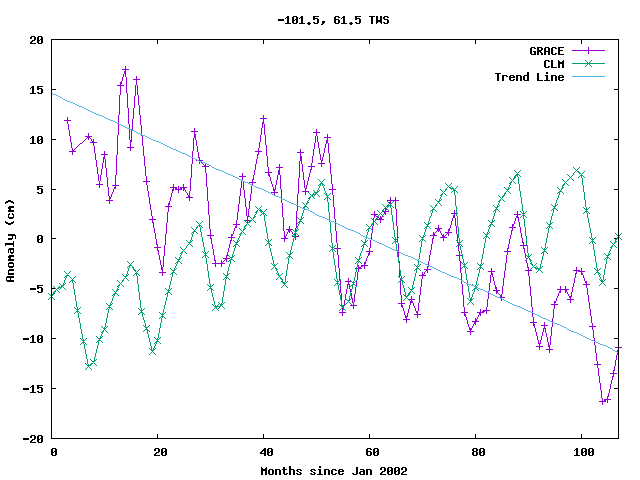 -101.5, 61.5 TWS
GRACE
CLM
Trend Line
20
15
10
5
0
-5
-10
-15
-20
Anomaly (cm)
0 20 40 60 80 100
Months since Jan 2002